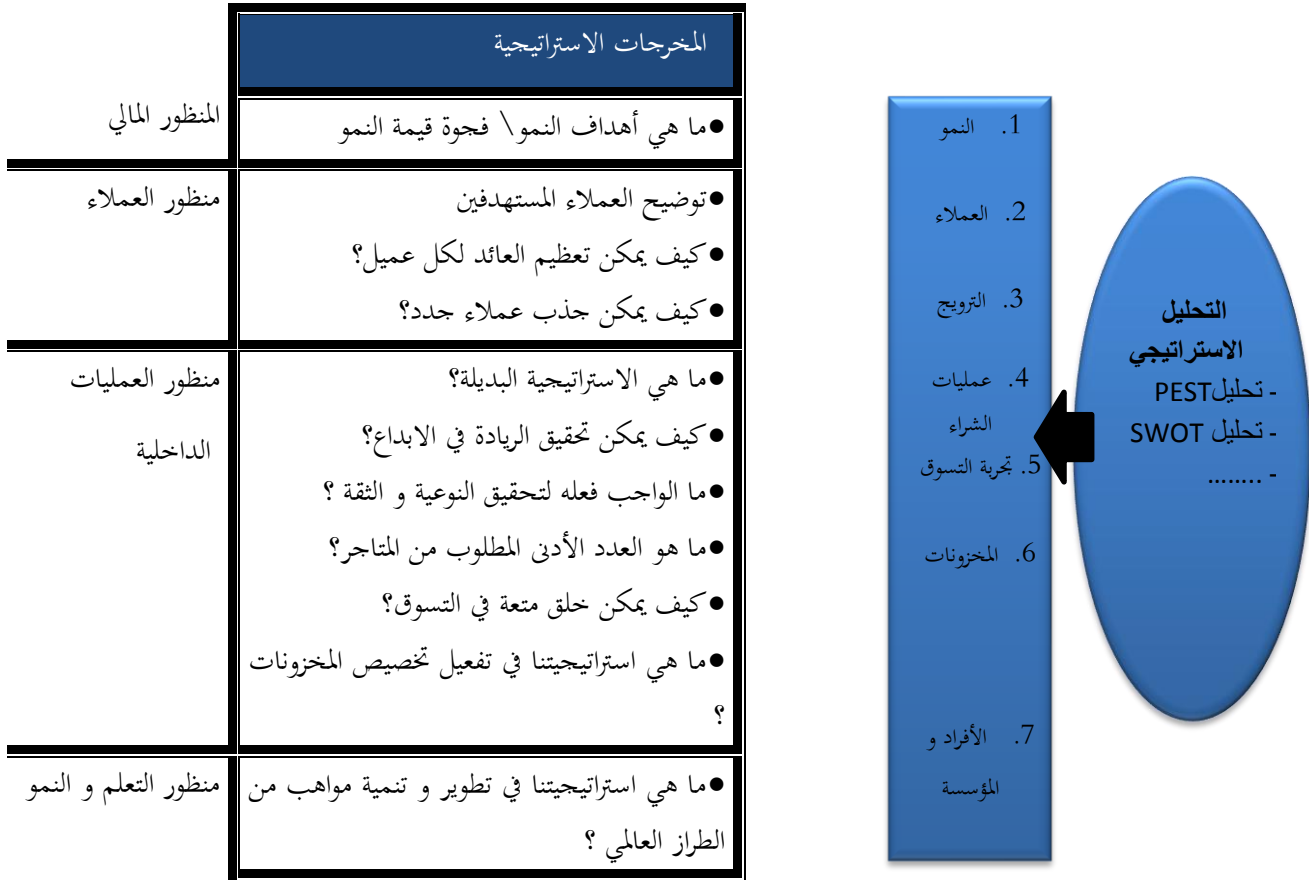 التحليل
الاستراتيجي
- تحليلPEST
- تحليل SWOT
- ........
1. النمو
2. العملاء
3. الترويج
4. عمليات
الشراء
5. تجربة التسوق
6. المخزونات
7. الأفراد و
المؤسسة
المخرجات الاستراتيجية
●ما هي أهداف النمو\ فجوة قيمة النمو
المنظور المالي
●توضيح العملاء المستهدفين
●كيف يمكن تعظيم العائد لكل عميل؟
●كيف يمكن جذب عملاء جدد؟
منظور العملاء
●ما هي الاستراتيجية البديلة؟
●كيف يمكن تحقيق الريادة في الابداع؟
●ما الواجب فعله لتحقيق النوعية و الثقة ؟
●ما هو العدد الأدنى المطلوب من المتاجر؟
●كيف يمكن خلق متعة في التسوق؟
●ما هي استراتيجيتنا في تفعيل تخصيص المخزونات
؟
منظور العمليات
الداخلية
●ما هي استراتيجيتنا في تطوير و تنمية مواهب من
الطراز العالمي ؟
منظور التعلم و النمو